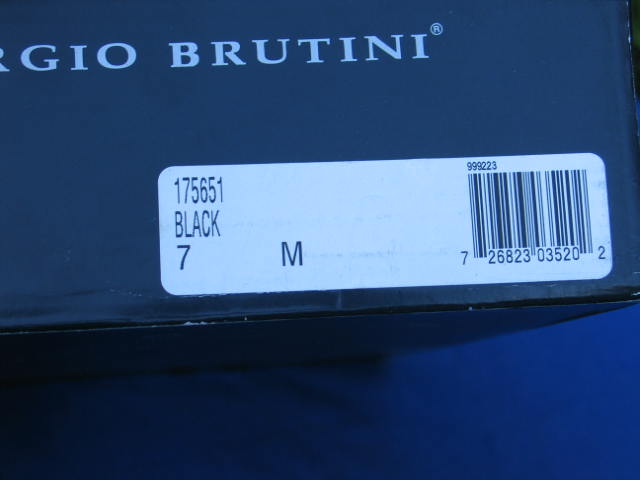 RGIO BRUTINI®
999223
175651
BLACK
7 M
7 26823 03520 2